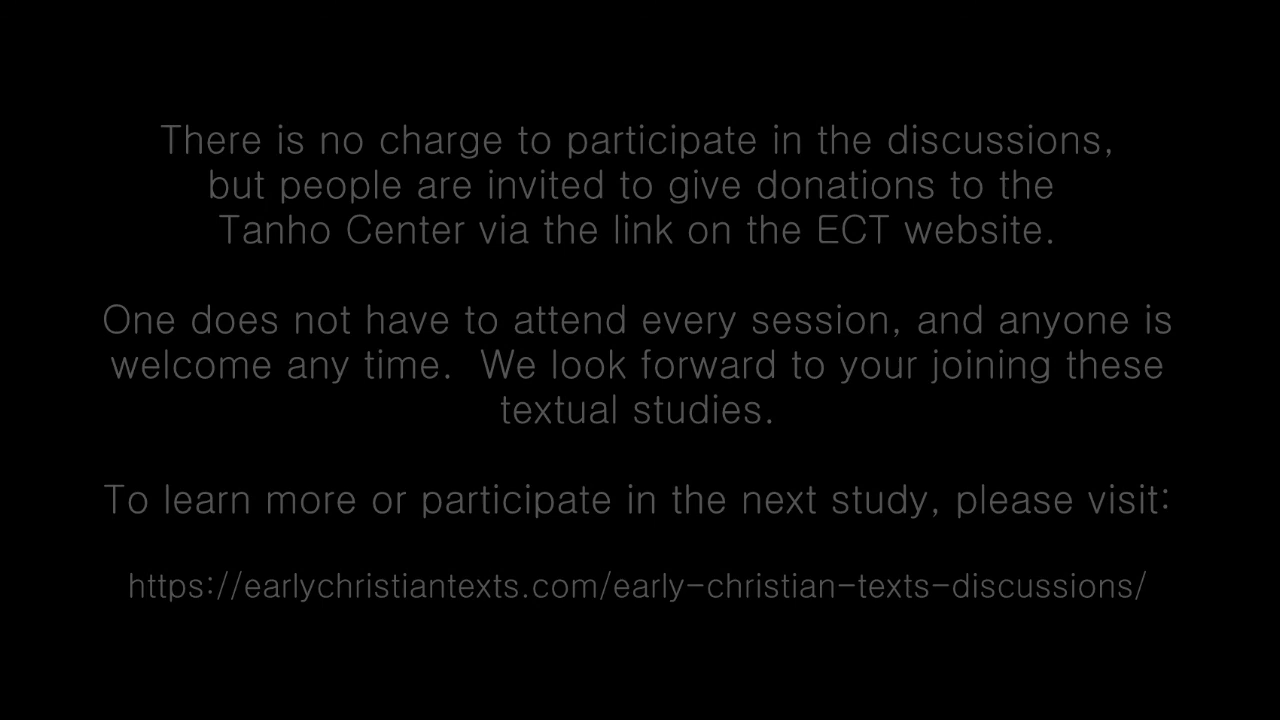 There is no charge to participate in the discussions,
but people are invited to give donations to the
Tanho Center via the link on the ECT website.
One does not have to attend every session, and anyone is
welcome any time.  We look forward to your joining these
textual studies.
To learn more or participate in the next study, please visit:
https://earlychristiantexts.com/early-christian-texts-discussions/